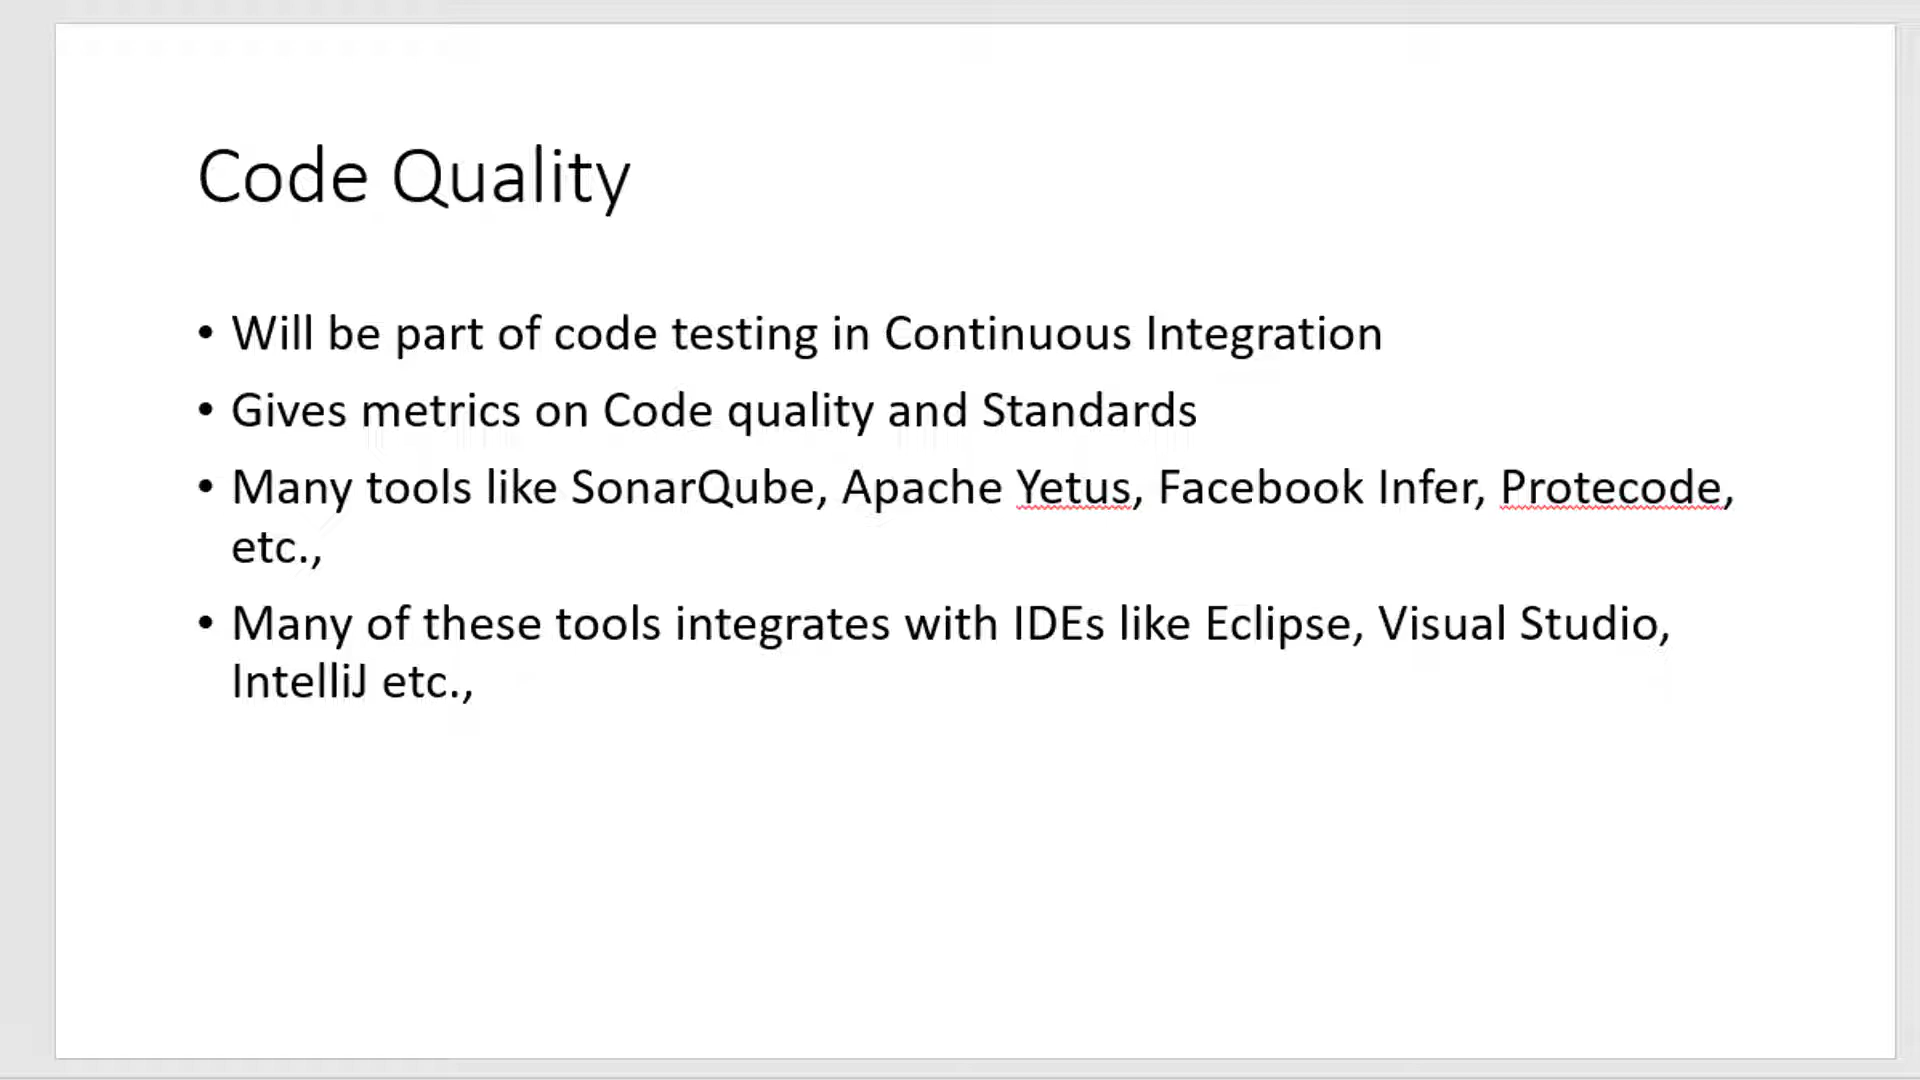 Code Quality
• Will be part of code testing in Continuous Integration
• Gives metrics on Code quality and Standards
• Many tools like SonarQube, Apache Yetus, Facebook Infer, Protecode,
etc.,
• Many of these tools integrates with IDEs like Eclipse, Visual Studio,
IntelliJ etc.,